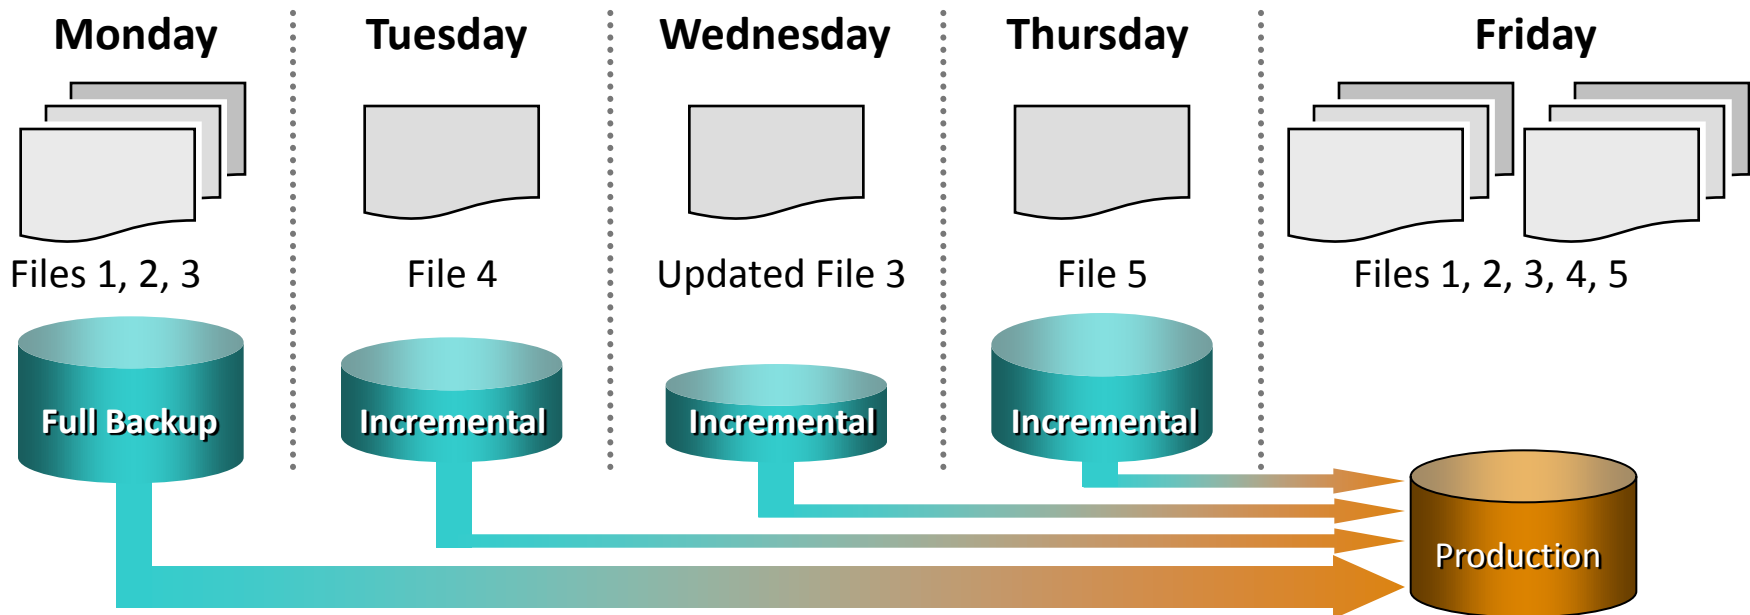 Monday
Tuesday
Wednesday
Thursday
Friday
Files 1, 2, 3
File 4
Updated File 3
File 5
Files 1, 2, 3, 4, 5
Full Backup
Incremental
Incremental
Incremental
Production